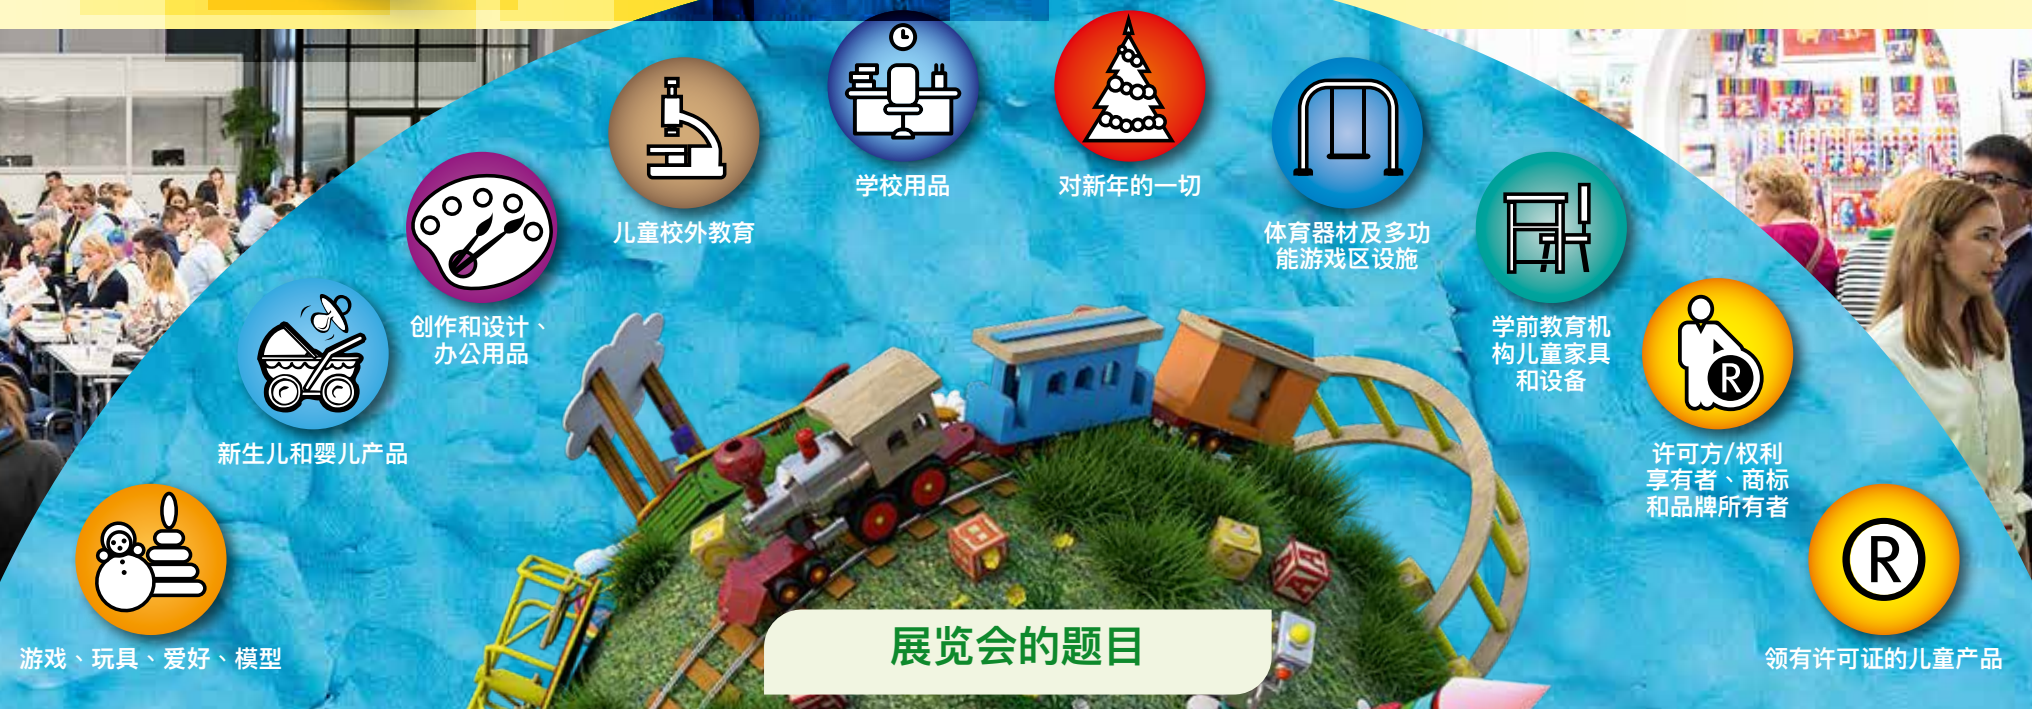 学校用品
对新年的一切
儿童校外教育
体育器材及多功
能游戏区设施
创作和设计、
办公用品
学前教育机
构儿童家具
和设备
新生儿和婴儿产品
许可方/权利
享有者、商标
和品牌所有者
R
游戏、玩具、爱好、模型
R
领有许可证的儿童产品
展览会的题目